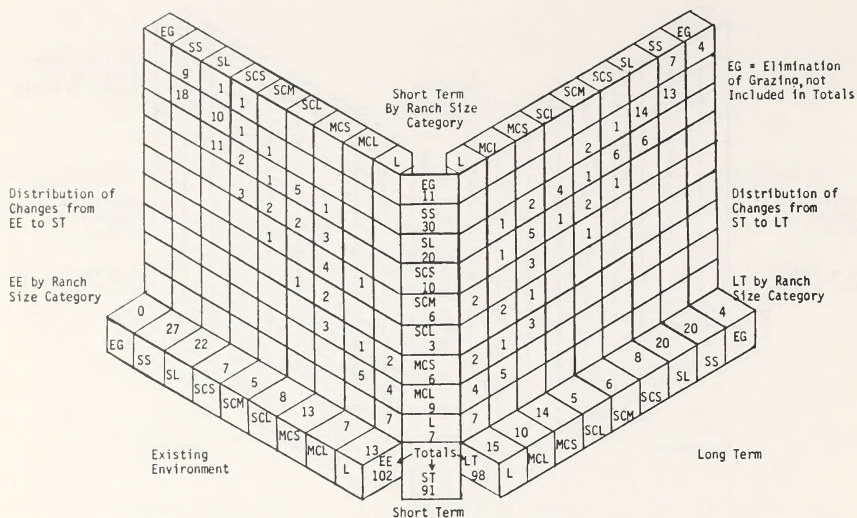 EG SS SL SCS SCM SCL MCS MCL L
9
18
1
10
11
1
1
2
3
1
1
2
1
5
2
1
1
3
4
2
3
1
1
5
2
4
7
Distribution of
Changes from
EE to ST
EE by Ranch
Size Category
0 27 22 7 5 8 13 7 13
EG SS SL SCS SCM SCL MCS MCL L
Existing
Environment
Short Term
By Ranch Size
Category
EG
11
SS
30
SL
20
SCS
10
SCM
6
SCL
3
MCS
6
MCL
9
L
7
EE
102
Totals
ST
91
LT
98
Short Term
L MCL MCS SCL SCM SCS SL SS EG
4
7
13
14
6
1
6
1
2
1
2
1
4
1
2
5
3
1
3
1
1
2
1
5
2
2
4
7
EG = Elimination
of Grazing, not
Included in Totals
Distribution of
Changes from
ST to LT
LT by Ranch
Size Category
15 10 14 5 6 8 20 20 4
L MCL MCS SCL SCM SCS SL SS EG
Long Term